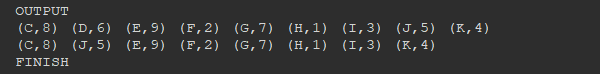 OUTPUT
(C,8) (D,6) (E,9) (F,2) (G,7) (H,1) (I,3) (J,5) (K,4)
(C,8) (J,5) (E,9) (F,2) (G,7) (H,1) (I,3) (K,4)
FINISH